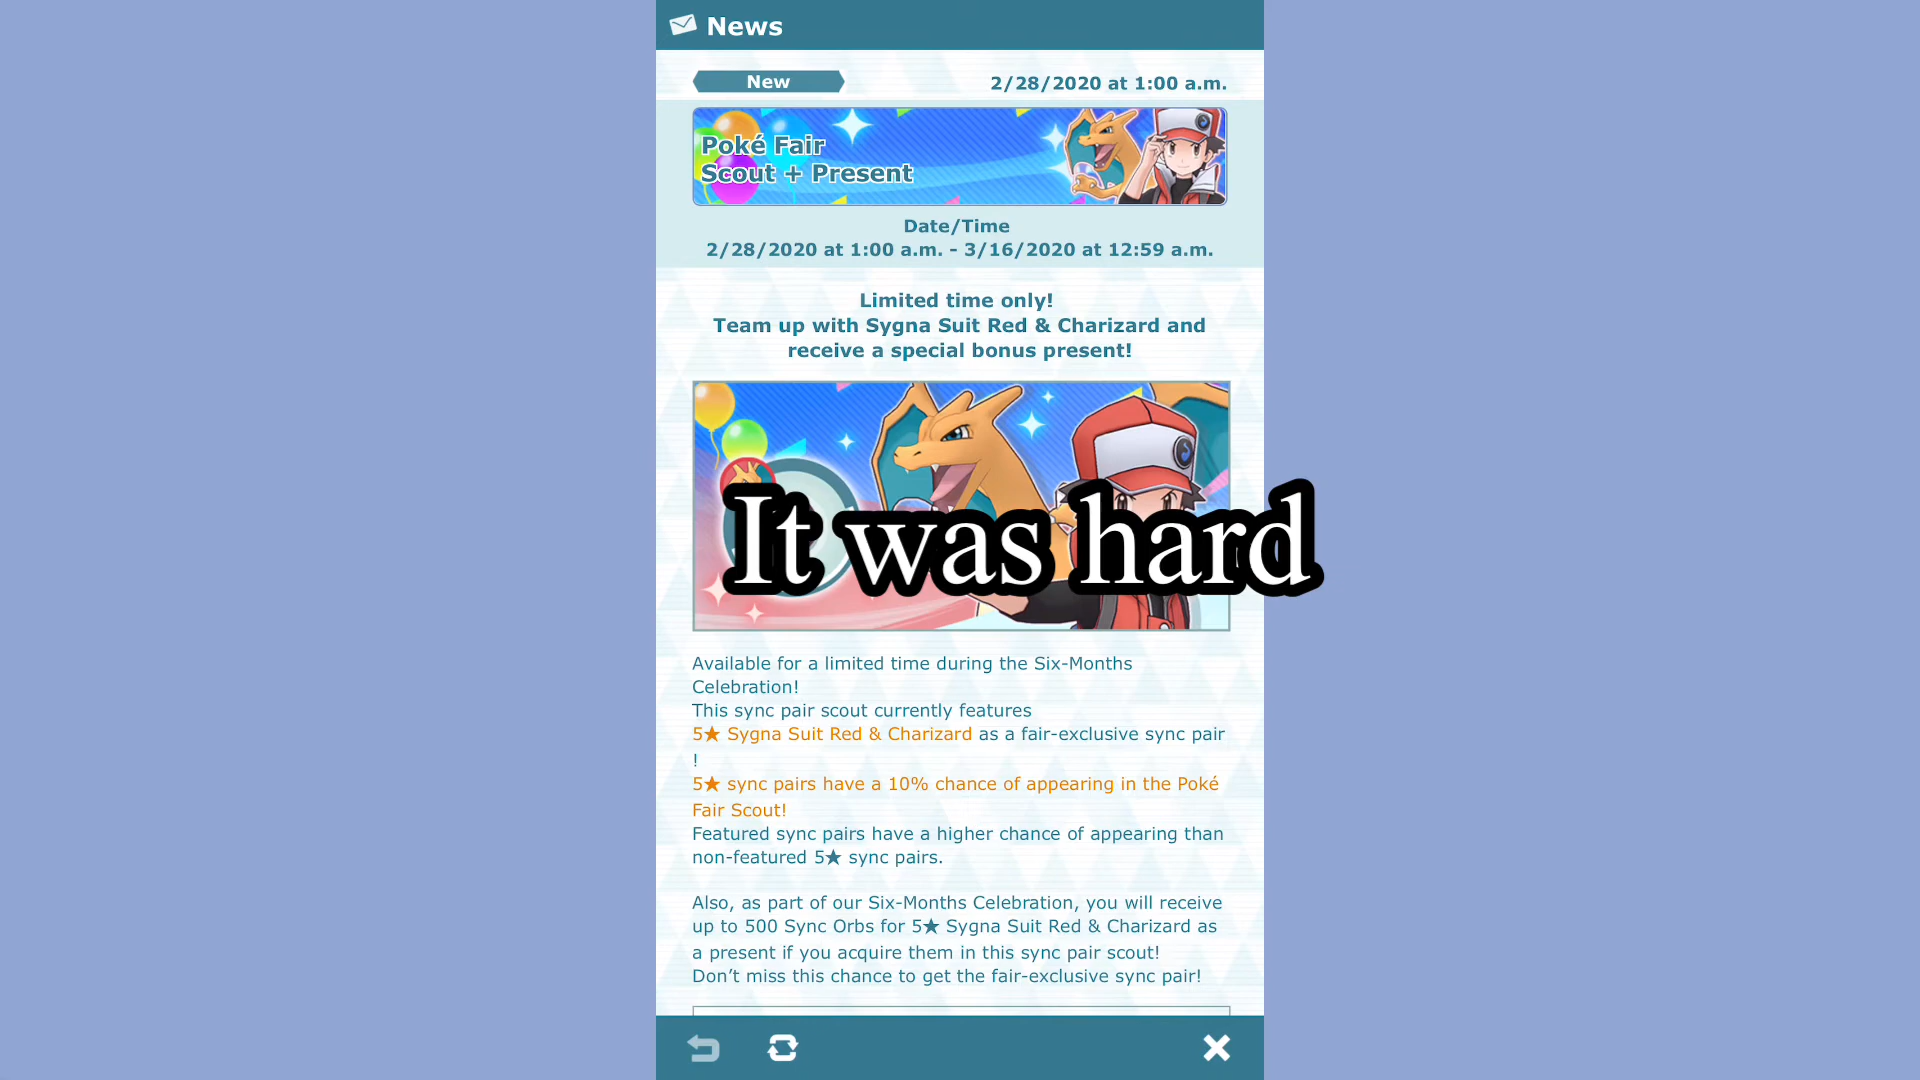 News
New
2/28/2020 at 1:00 a.m.
Poké Fair
Scout + Present
Date/Time
2/28/2020 at 1:00 a.m. - 3/16/2020 at 12:59 a.m.
Limited time only!
Team up with Sygna Suit Red & Charizard and
receive a special bonus present!
It was hard
Available for a limited time during the Six-Months
Celebration!
This sync pair scout currently features
5★ Sygna Suit Red & Charizard as a fair-exclusive sync pair
!
5★ sync pairs have a 10% chance of appearing in the Poké
Fair Scout!
Featured sync pairs have a higher chance of appearing than
non-featured 5★ sync pairs.
Also, as part of our Six-Months Celebration, you will receive
up to 500 Sync Orbs for 5★ Sygna Suit Red & Charizard as
a present if you acquire them in this sync pair scout!
Don’t miss this chance to get the fair-exclusive sync pair!